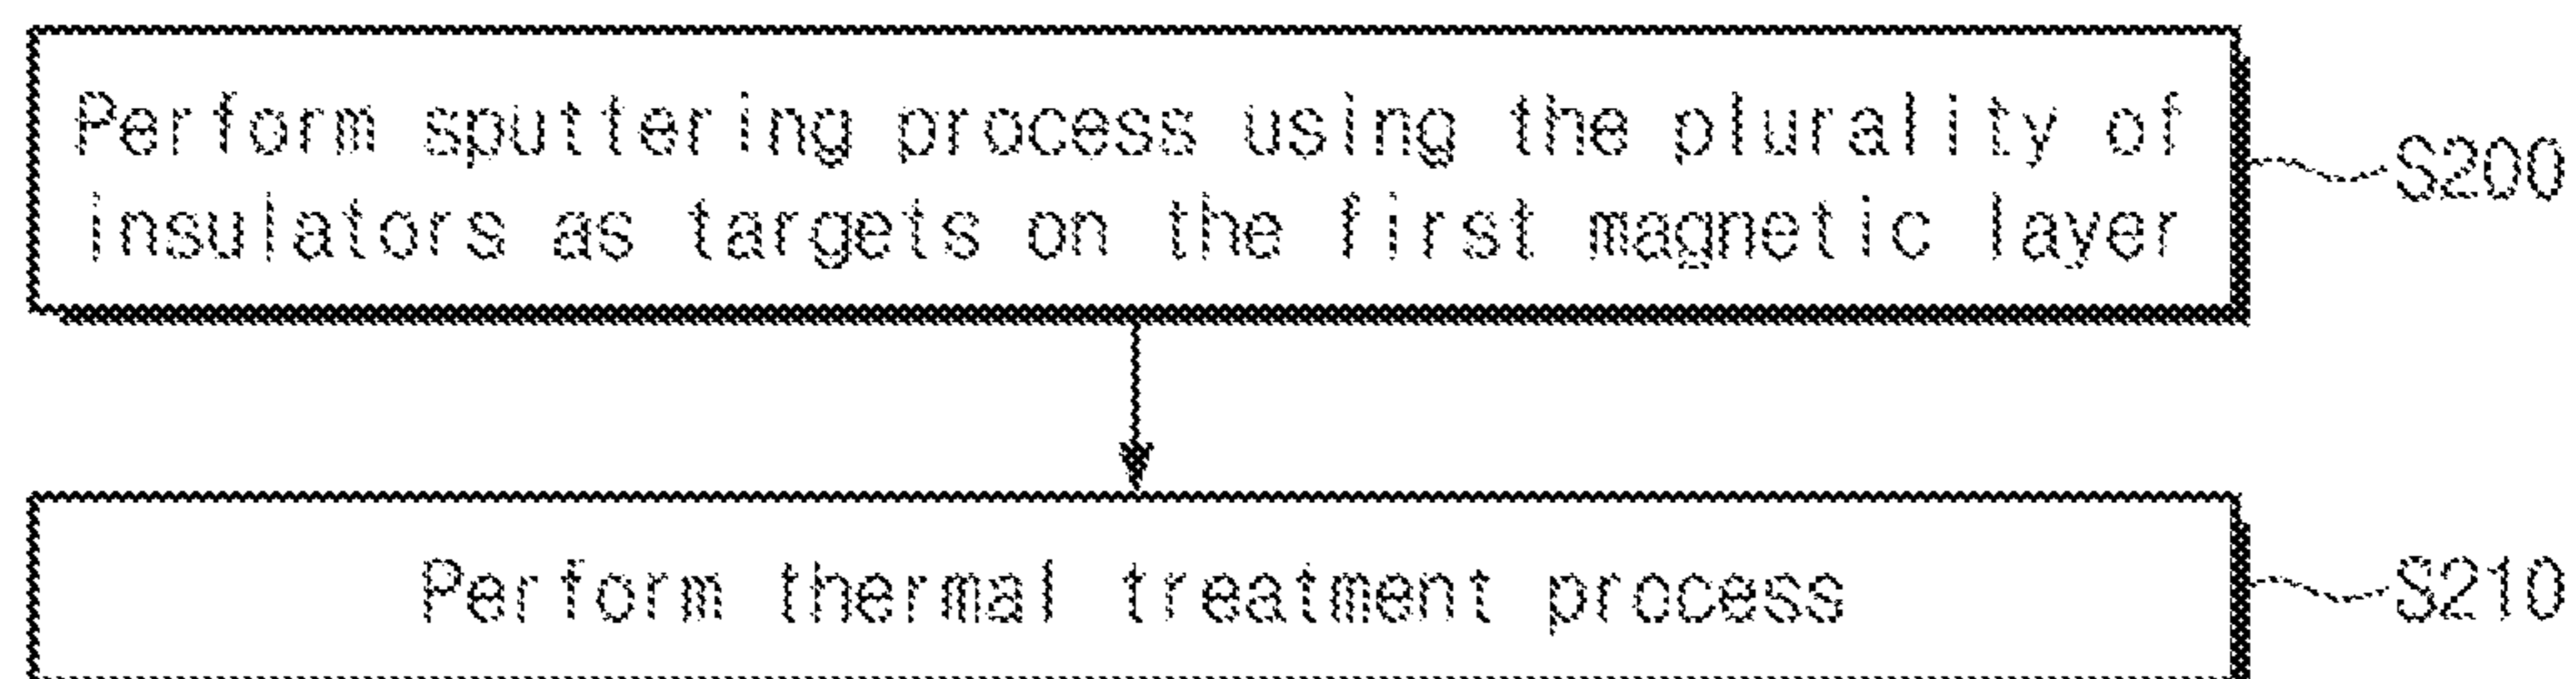 Perform sputtering process using the plurality of
insulators as targets on the first magnetic layer
S200
Perform thermal treatment process
S210